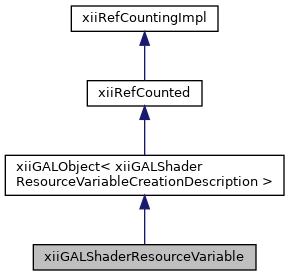 xiiRefCountingImpl
xiiRefCounted
xiiGALObject< xiiGALShader
ResourceVariableCreationDescription >
xiiGALShaderResourceVariable